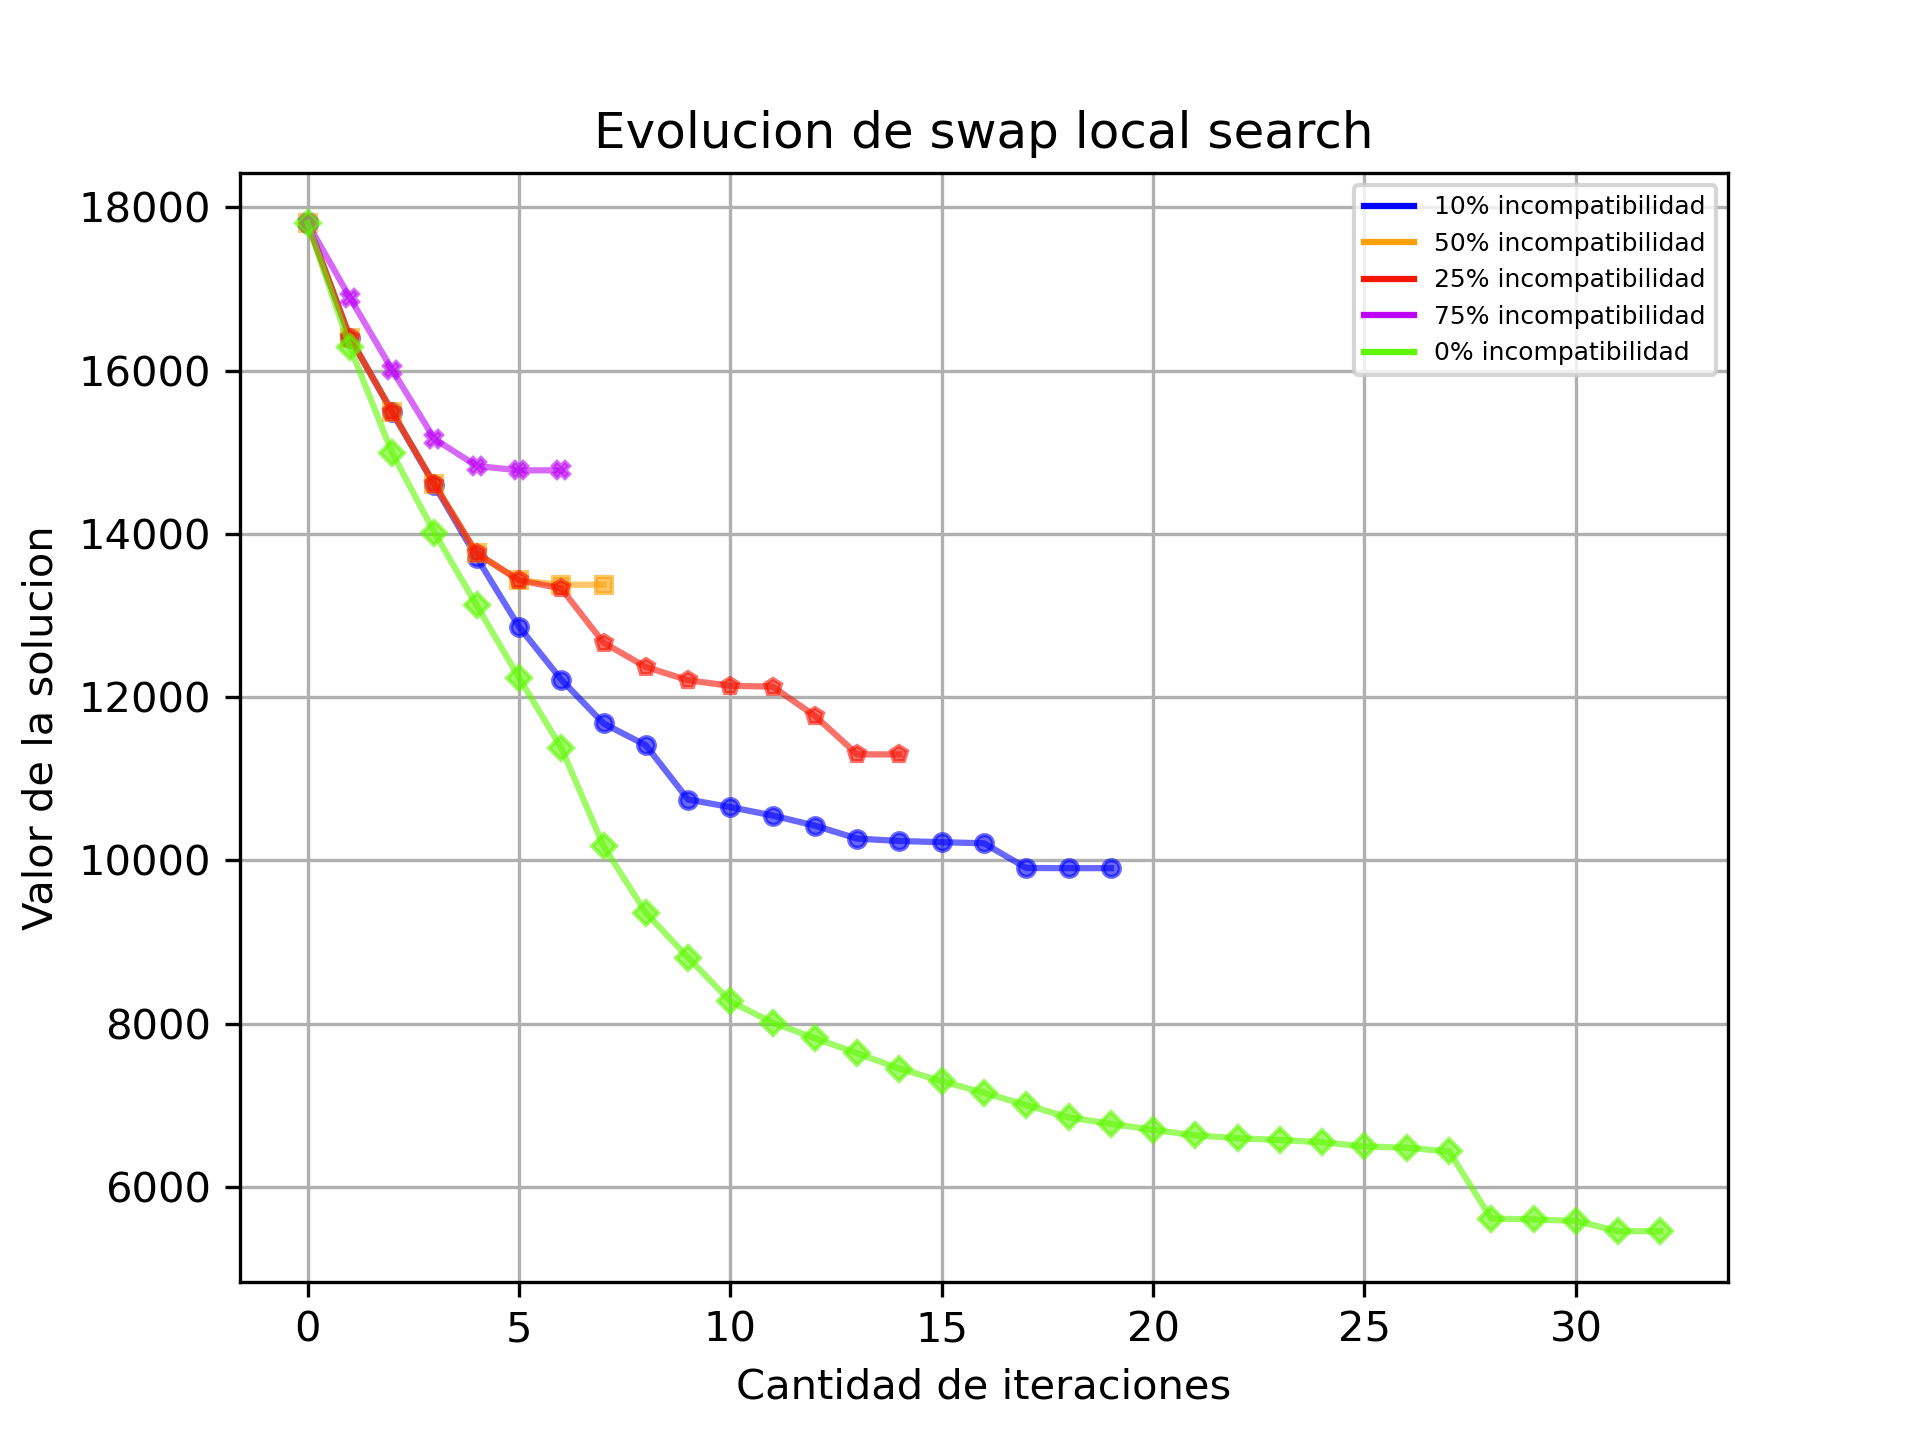 Evolucion de swap local search
10% incompatibilidad
50% incompatibilidad
25% incompatibilidad
75% incompatibilidad
0% incompatibilidad
Valor de la solucion
18000
16000
14000
12000
10000
8000
6000
0 5 10 15 20 25 30
Cantidad de iteraciones